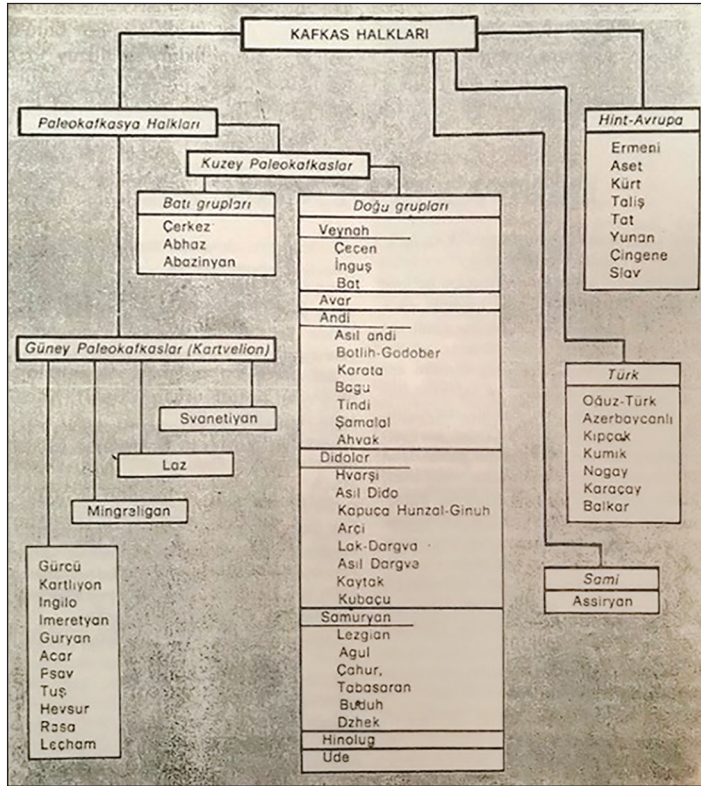 KAFKAS HALKLARI
Paleokafkasya Halkları
Kuzey Paleokafkaslar
Batı grupları
Çerkez
Abhaz
Abazinyan
Doğu grupları
Veynah
Çeçen
İnguş
Bat
Avar
Andi
Asıl andi
Botlih-Godober
Karata
Bagu
Tindi
Şamalal
Ahvak
Didolar
Hvarşi
Asıl Dido
Kapuça Hunzal-Ginuh
Arçi
Lak-Dargva
Asıl Dargva
Kaytak
Kubaçu
Samuryan
Lezgian
Agul
Çahur,
Tabasaran
Buduh
Dzhek
Hinolug
Ude
Güney Paleokafkaslar (Kartvelion)
Svanetiyan
Laz
Mingreligan
Gürcü
Kartlıyon
Ingilo
Imeretyan
Guryan
Acar
Psav
Tuş
Hevsur
Rasa
Leçham
Hint-Avrupa
Ermeni
Aset
Kürt
Taliş
Tat
Yunan
Çingene
Slav
Türk
Oğuz-Türk
Azerbaycanlı
Kıpçak
Kumık
Nogay
Karaçay
Balkar
Sami
Assiryan